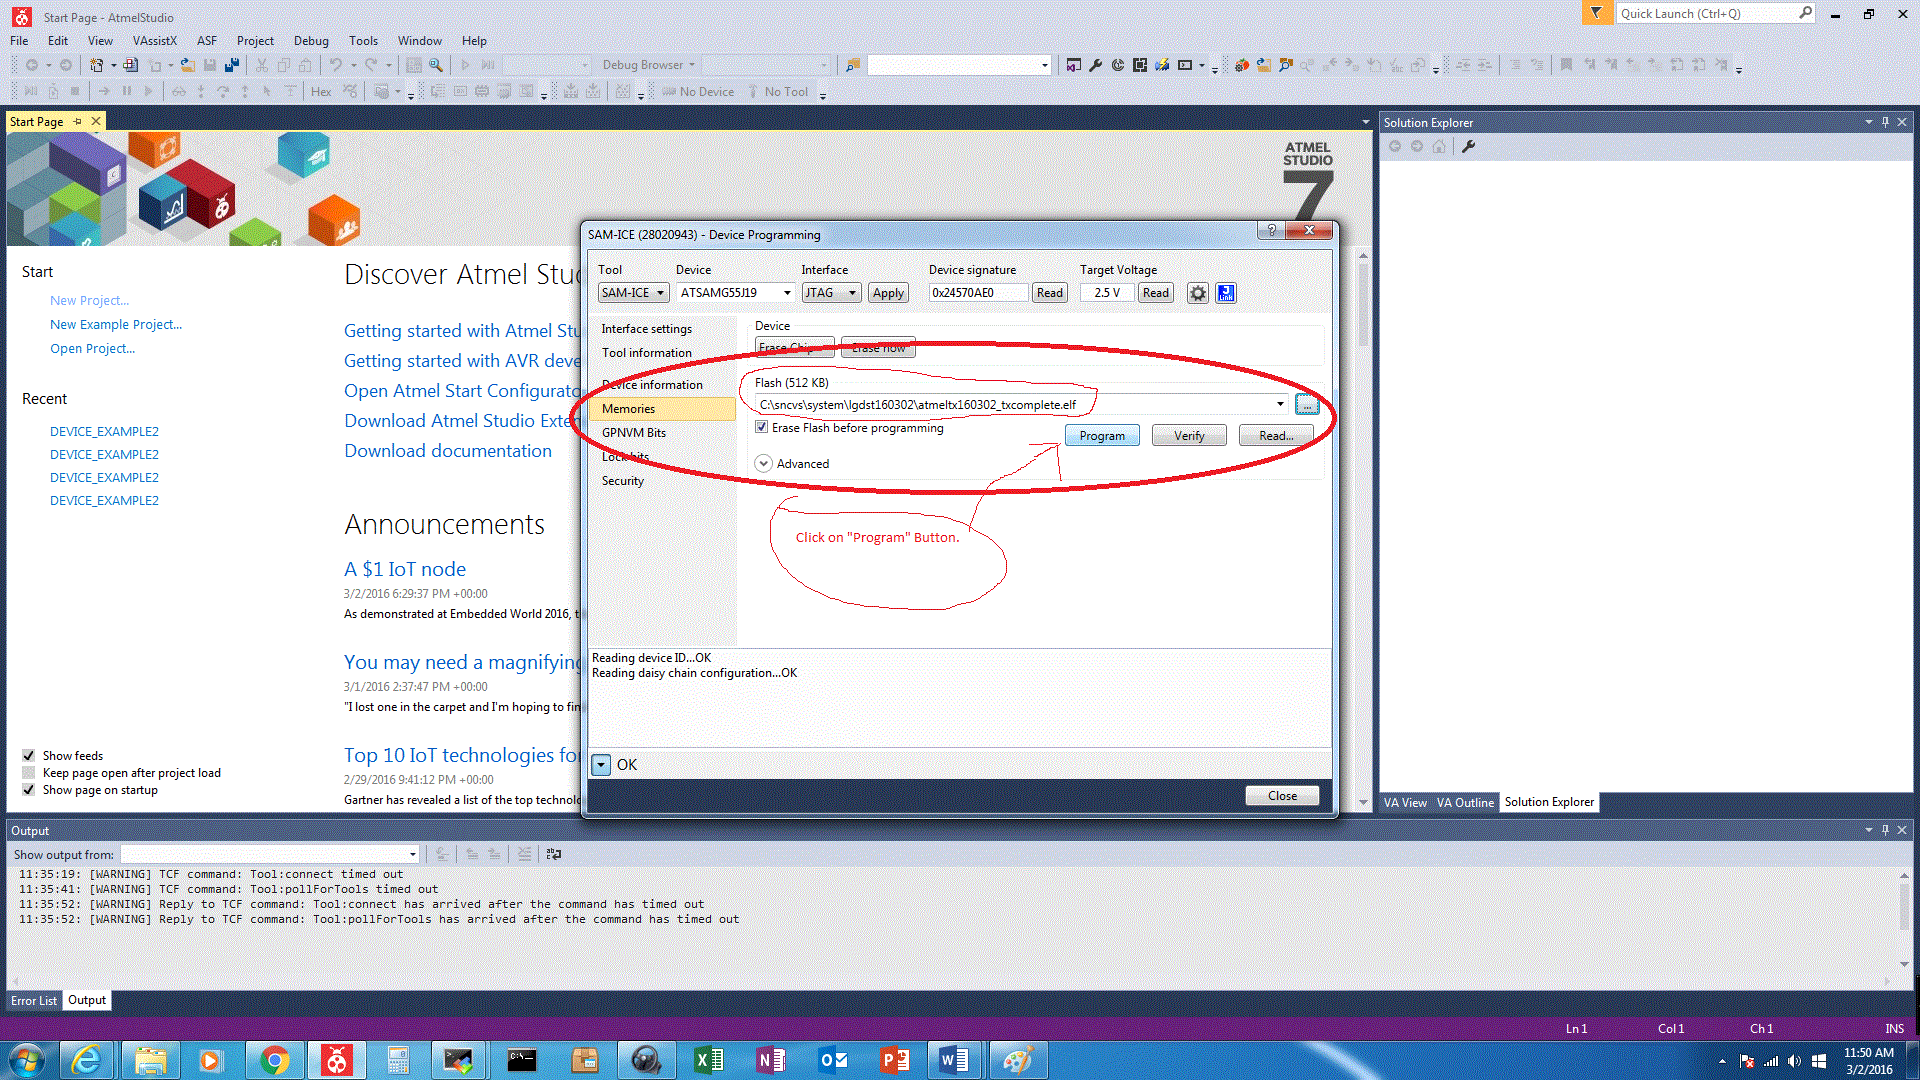 Start Page - AtmelStudio
Quick Launch (Ctrl+Q)
File Edit View VAssistX ASF Project Debug Tools Window Help
Debug Browser
Hex
No Device No Tool
Start Page
Solution Explorer
ATMEL
STUDIO
7
Start
New Project...
New Example Project...
Open Project...
Recent
DEVICE_EXAMPLE2
DEVICE_EXAMPLE2
DEVICE_EXAMPLE2
DEVICE_EXAMPLE2
Show feeds
Keep page open after project load
Show page on startup
Discover Atmel Stu
Getting started with Atmel Stu
Getting started with AVR deve
Open Atmel Start Configurato
Download Atmel Studio Exte
Download documentation
Announcements
A $1 IoT node
3/2/2016 6:29:37 PM +00:00
As demonstrated at Embedded World 2016, t
You may need a magnifying
3/1/2016 2:37:47 PM +00:00
"I lost one in the carpet and I'm hoping to fin
Top 10 IoT technologies fo
2/29/2016 9:41:12 PM +00:00
Gartner has revealed a list of the top technol
SAM-ICE (28020943) - Device Programming
Tool Device Interface Device signature Target Voltage
SAM-ICE ATSAMG55J19 JTAG Apply 0x24570AE0 Read 2.5 V Read
J
Link
Interface settings
Tool information
Device information
Memories
GPNVM Bits
Lock bits
Security
Device
Erase Chip Erase now
Flash (512 KB)
C:\sncvs\system\lgdst160302\atmeltx160302_txcomplete.elf
...
Erase Flash before programming
Program Verify Read...
Advanced
Click on "Program" Button.
Reading device ID...OK
Reading daisy chain configuration...OK
OK
Close
VA View VA Outline Solution Explorer
Output
Show output from:
11:35:19: [WARNING] TCF command: Tool:connect timed out
11:35:41: [WARNING] TCF command: Tool:pollForTools timed out
11:35:52: [WARNING] Reply to TCF command: Tool:connect has arrived after the command has timed out
11:35:52: [WARNING] Reply to TCF command: Tool:pollForTools has arrived after the command has timed out
Error List Output
Ln 1 Col 1 Ch 1 INS
11:50 AM
3/2/2016